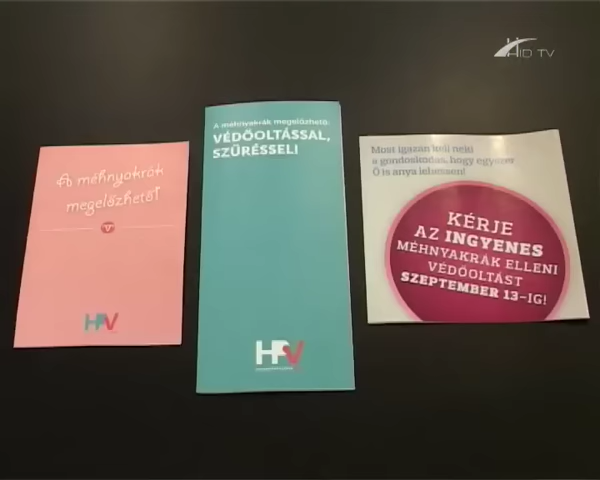 HÍD TV
A méhnyakrák
megelőzhető!
HPV
A méhnyakrák megelőzhető:
VÉDŐOLTÁSSAL,
SZŰRÉSSEL!
HPV
Most igazán kell neki
a gondoskodás, hogy egyszer
Ő is anya lehessen!
KÉRJE
AZ INGYENES
MÉHNYAKRÁK ELLENI
VÉDŐOLTÁST
SZEPTEMBER 13-IG!